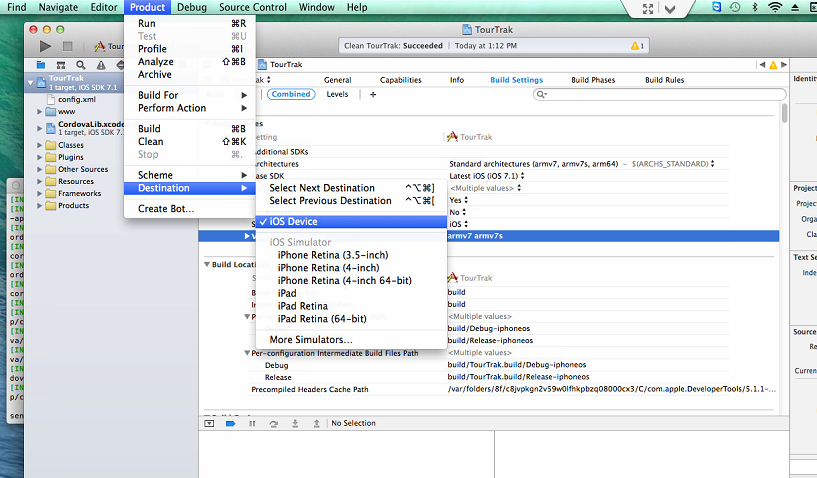 Find Navigate Editor Product Debug Source Control Window Help
TourTrak
Run ⌘R
Test ⌘U
Profile ⌘I
Analyze ⇧⌘B
Archive
Build For
Perform Action
Build ⌘B
Clean ⇧⌘K
Stop ⌘.
Scheme
Destination
Create Bot...
Clean TourTrak: Succeeded | Today at 1:12 PM
1
TourTrak
1 target, iOS SDK 7.1
config.xml
www
CordovaLib.xcode
1 target, iOS SDK 7.1
Classes
Plugins
Other Sources
Resources
Frameworks
Products
TourTrak
General Capabilities Info Build Settings Build Phases Build Rules
Combined Levels +
TourTrak
Additional SDKs
Architectures Standard architectures (armv7, armv7s, arm64) - $(ARCHS_STANDARD)
Latest iOS (iOS 7.1)
<Multiple values>
Yes
No
iOS
armv7 armv7s
Select Next Destination ^⌥⌘]
Select Previous Destination ^⌥⌘[
✓ iOS Device
iOS Simulator
iPhone Retina (3.5-inch)
iPhone Retina (4-inch)
iPhone Retina (4-inch 64-bit)
iPad
iPad Retina
iPad Retina (64-bit)
More Simulators...
Build Locati
TourTrak
build
build
<Multiple values>
build/Debug-iphoneos
build/Release-iphoneos
Per-configuration Intermediate Build Files Path <Multiple values>
Debug build/TourTrak.build/Debug-iphoneos
Release build/TourTrak.build/Release-iphoneos
Precompiled Headers Cache Path /var/folders/8f/c8jvpkgn2v59w0lfhkpbzq08000cx3/C/com.apple.DeveloperTools/5.1.1-...
No Selection
Identity
Project
Projec
Orga
Cla
Text Se
Inde
Source
Re
Current